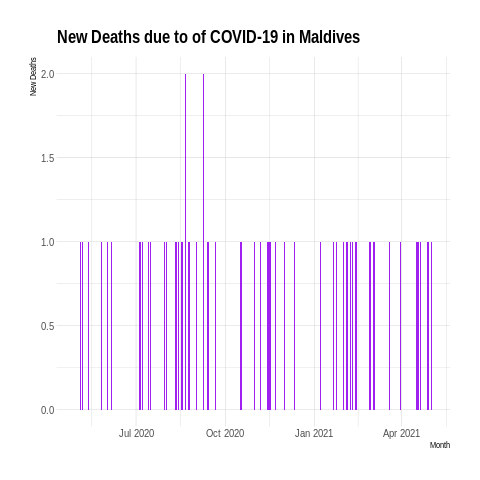 New Deaths due to of COVID-19 in Maldives
New Deaths
2.0
1.5
1.0
0.5
0.0
Jul 2020
Oct 2020
Jan 2021
Apr 2021
Month